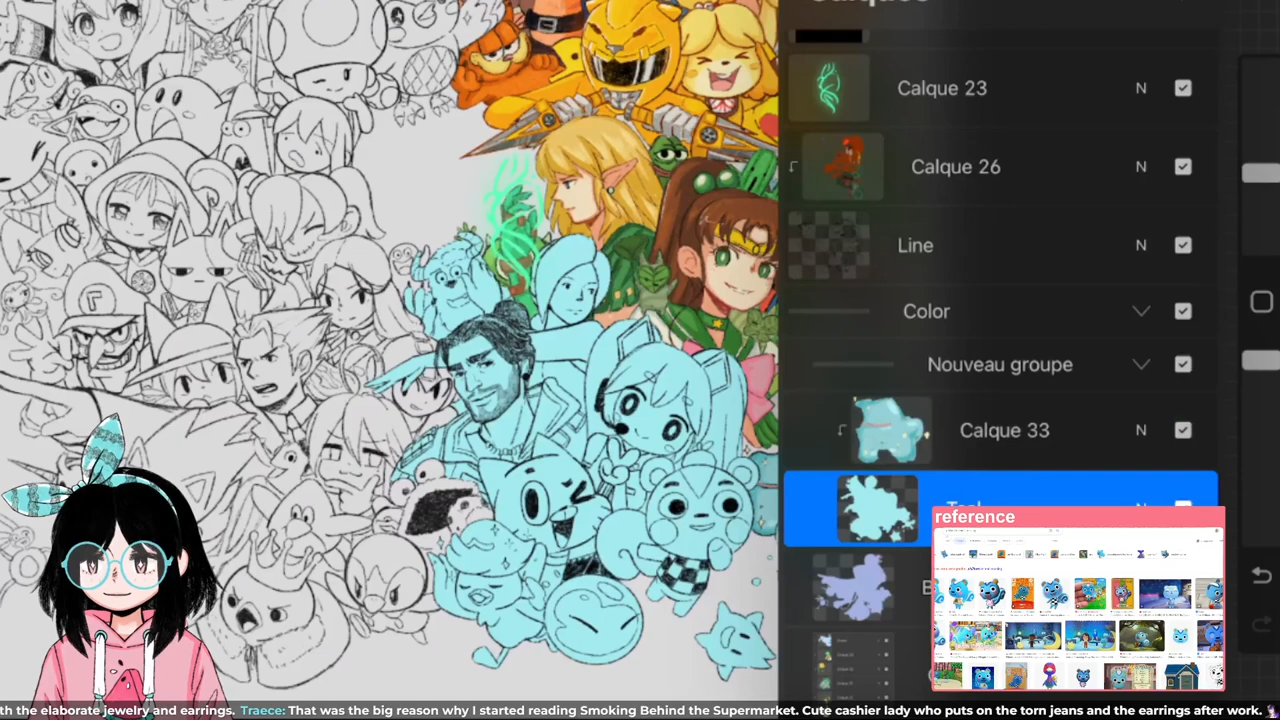 Calque 23
N
Calque 26
N
Line
N
Color
Nouveau groupe
Calque 33
N
reference
th the elaborate jewelry and earrings. Traece: That was the big reason why I started reading Smoking Behind the Supermarket. Cute cashier lady who puts on the torn jeans and the earrings after work.